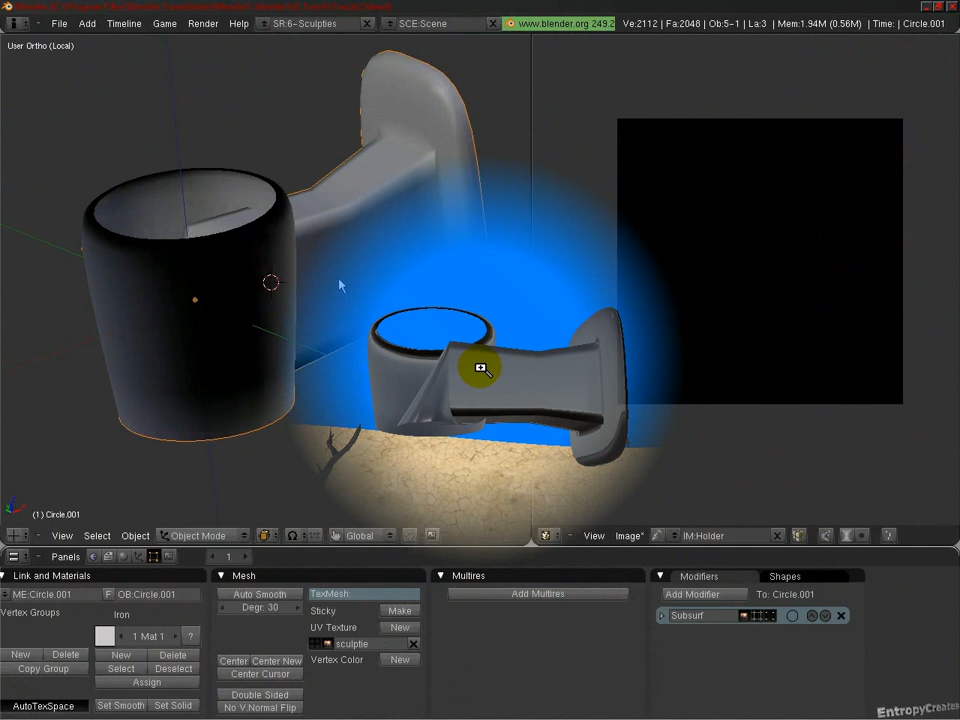 File Add Timeline Game Render Help SR:6-Sculpties SCE:Scene www.blender.org 249.2 Ve:2112 | Fa:2048 | Ob:5-1 | La:3 | Mem:1.94M (0.56M) | Time: | Circle.001
User Ortho (Local)
(1) Circle.001
View Select Object Object Mode Global View Image* IM:Holder
Panels 1
Link and Materials Mesh Multires Modifiers Shapes
ME:Circle.001 F OB:Circle.001 Auto Smooth TexMesh: Add Multires Add Modifier To: Circle.001
Vertex Groups Iron Degr: 30 Sticky Make Subsurf
1 Mat 1 ? UV Texture New
sculptie
New Delete New Delete Center Center New Vertex Color New
Copy Group Select Deselect Center Cursor
Assign
Double Sided
AutoTexSpace Set Smooth Set Solid No V.Normal Flip
EntropyCreates